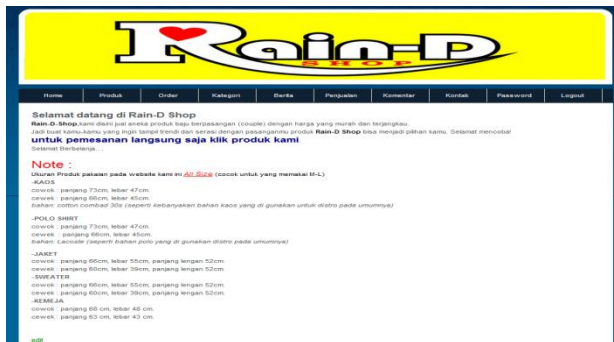 Rain-D
SHOP
Home Produk Order Kategori Berita Penjualan Komentar Kontak Password Logout
Selamat datang di Rain-D Shop
Rain-D-Shop,kami disini jual aneka produk baju berpasangan (couple) dengan harga yang murah dan terjangkau.
Jadi buat kamu-kamu yang ingin tampil trendi dan serasi dengan pasanganmu produk Rain-D Shop bisa menjadi pilihan kamu. Selamat mencoba!
untuk pemesanan langsung saja klik produk kami.
Selamat Berbelanja....
Note :
Ukuran Produk pakaian pada website kami ini All Size (cocok untuk yang memakai M-L)
-KAOS
cowok : panjang 73cm, lebar 47cm
cewek : panjang 66cm, lebar 45cm.
bahan: cotton combad 30s (seperti kebanyakan bahan kaos yang di gunakan untuk distro pada umumnya)
-POLO SHIRT
cowok : panjang 73cm, lebar 47cm.
cewek : panjang 66cm, lebar 45cm.
bahan: Lacoste (seperti bahan polo yang di gunakan distro pada umumnya)
-JAKET
cowok : panjang 66cm, lebar 55cm, panjang lengan 52cm.
cewek : panjang 60cm, lebar 39cm, panjang lengan 52cm.
-SWEATER
cowok : panjang 66cm, lebar 55cm, panjang lengan 52cm.
cewek : panjang 60cm, lebar 39cm, panjang lengan 52cm.
-KEMEJA
cowok : panjang 68 cm, lebar 48 cm.
cewek : panjang 63 cm, lebar 43 cm.
edit